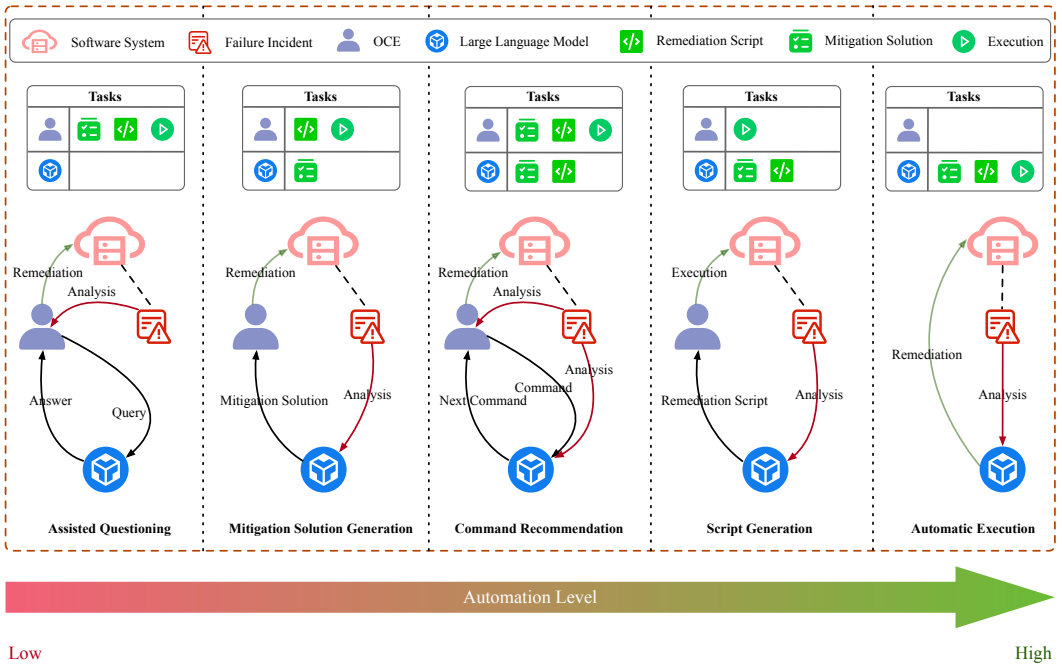 Software System
Failure Incident
OCE
Large Language Model
Remediation Script
Mitigation Solution
Execution
Tasks
Tasks
Tasks
Tasks
Tasks
Remediation
Analysis
Answer
Query
Assisted Questioning
Remediation
Mitigation Solution
Analysis
Mitigation Solution Generation
Remediation
Analysis
Analysis
Command
Next Command
Command Recommendation
Execution
Remediation Script
Analysis
Script Generation
Remediation
Analysis
Automatic Execution
Automation Level
Low
High